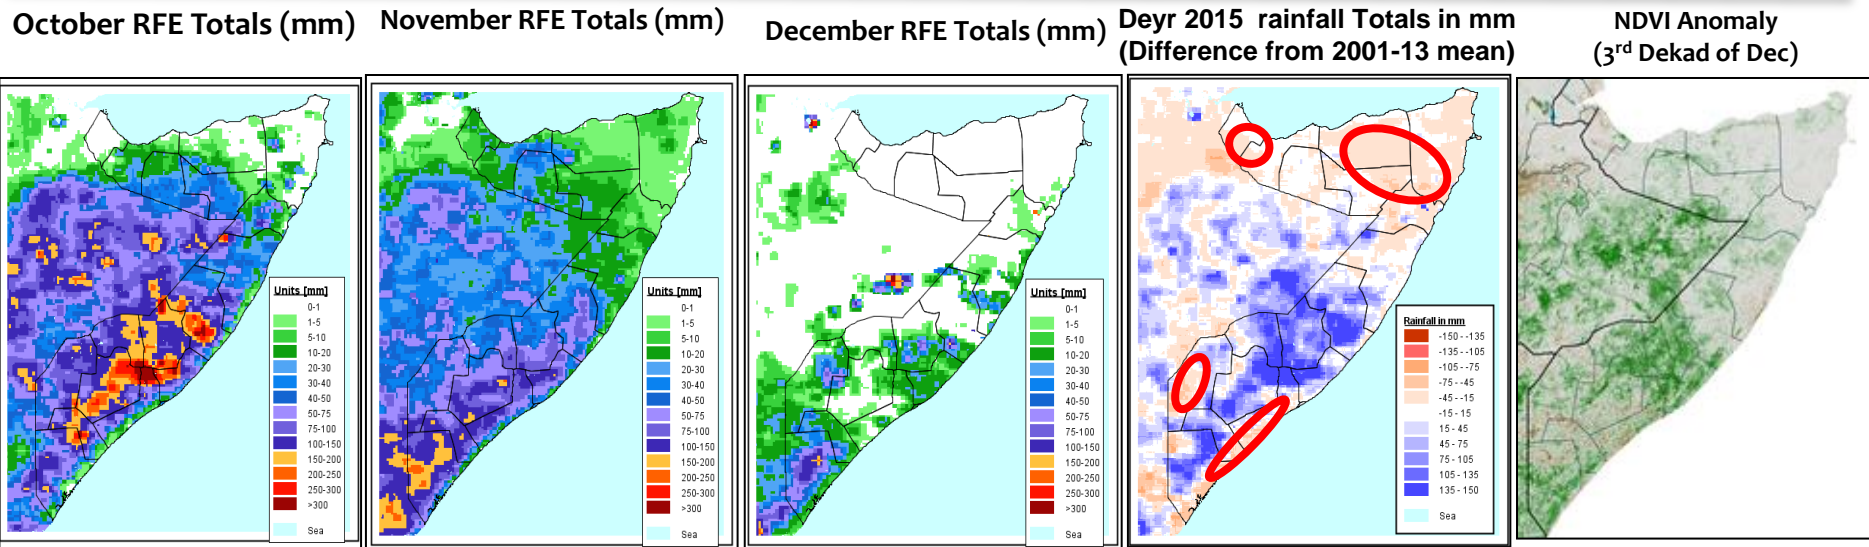 October RFE Totals (mm)
November RFE Totals (mm)
December RFE Totals (mm)
Deyr 2015 rainfall Totals in mm
(Difference from 2001-13 mean)
NDVI Anomaly
(3rd Dekad of Dec)
Units [mm]
0-1
1-5
5-10
10-20
20-30
30-40
40-50
50-75
75-100
100-150
150-200
200-250
250-300
>300
Sea
Units [mm]
0-1
1-5
5-10
10-20
20-30
30-40
40-50
50-75
75-100
100-150
150-200
200-250
250-300
>300
Sea
Units [mm]
0-1
1-5
5-10
10-20
20-30
30-40
40-50
50-75
75-100
100-150
150-200
200-250
250-300
>300
Sea
Rainfall in mm
-150 - -135
-135 - -105
-105 - -75
-75 - -45
-45 - -15
-15 - 15
15 - 45
45 - 75
75 - 105
105 - 135
135 - 150
Sea